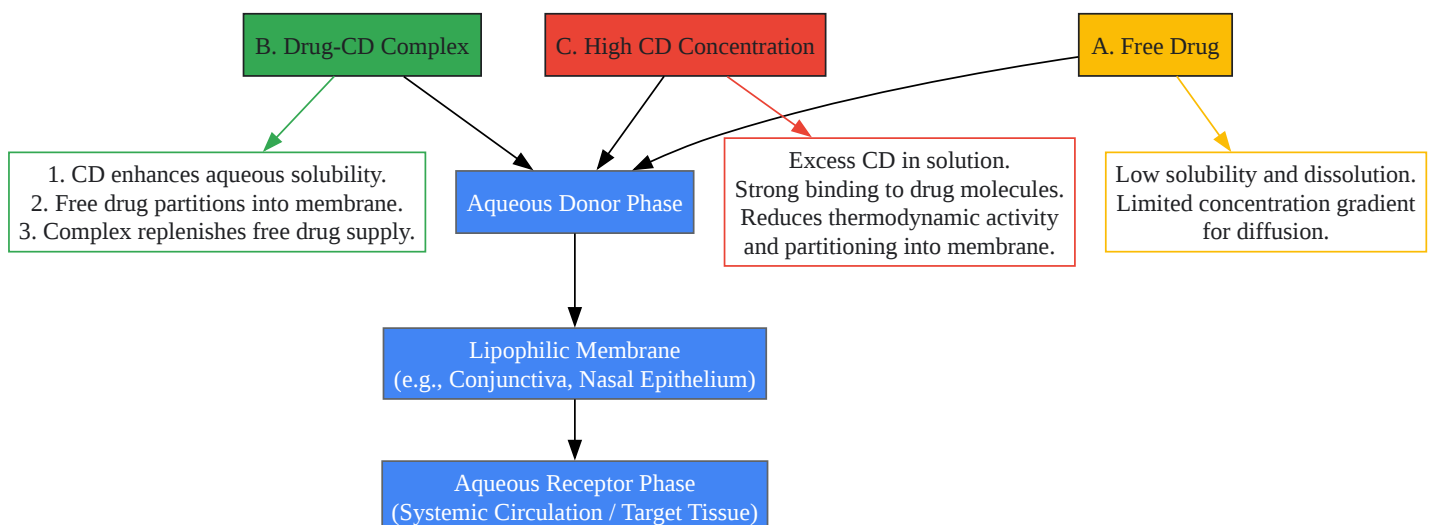 B. Drug-CD Complex
C. High CD Concentration
A. Free Drug
1. CD enhances aqueous solubility.
2. Free drug partitions into membrane.
3. Complex replenishes free drug supply.
Aqueous Donor Phase
Excess CD in solution.
Strong binding to drug molecules.
Reduces thermodynamic activity
and partitioning into membrane.
Low solubility and dissolution.
Limited concentration gradient
for diffusion.
Lipophilic Membrane
(e.g., Conjunctiva, Nasal Epithelium)
Aqueous Receptor Phase
(Systemic Circulation / Target Tissue)